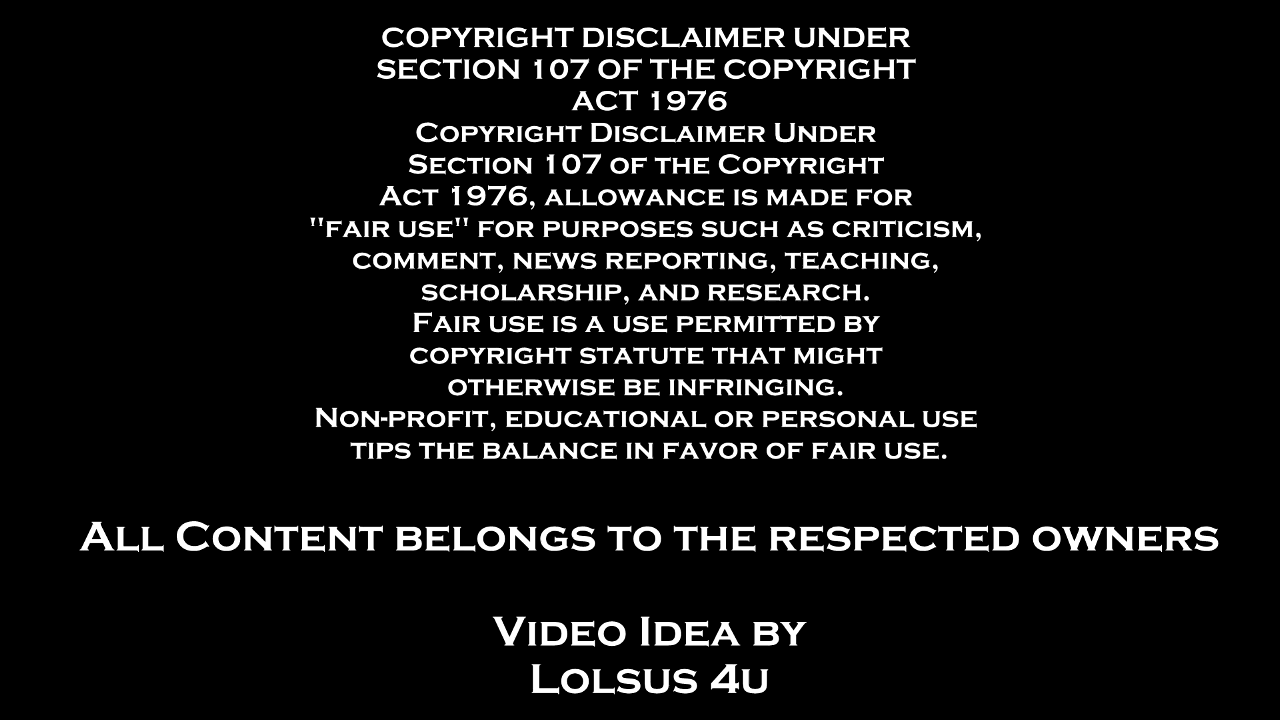 COPYRIGHT DISCLAIMER UNDER
SECTION 107 OF THE COPYRIGHT
ACT 1976
Copyright Disclaimer Under
Section 107 of the Copyright
Act 1976, allowance is made for
"fair use" for purposes such as criticism,
comment, news reporting, teaching,
scholarship, and research.
Fair use is a use permitted by
copyright statute that might
otherwise be infringing.
Non-profit, educational or personal use
tips the balance in favor of fair use.
All Content belongs to the respected owners
Video Idea by
Lolsus 4u